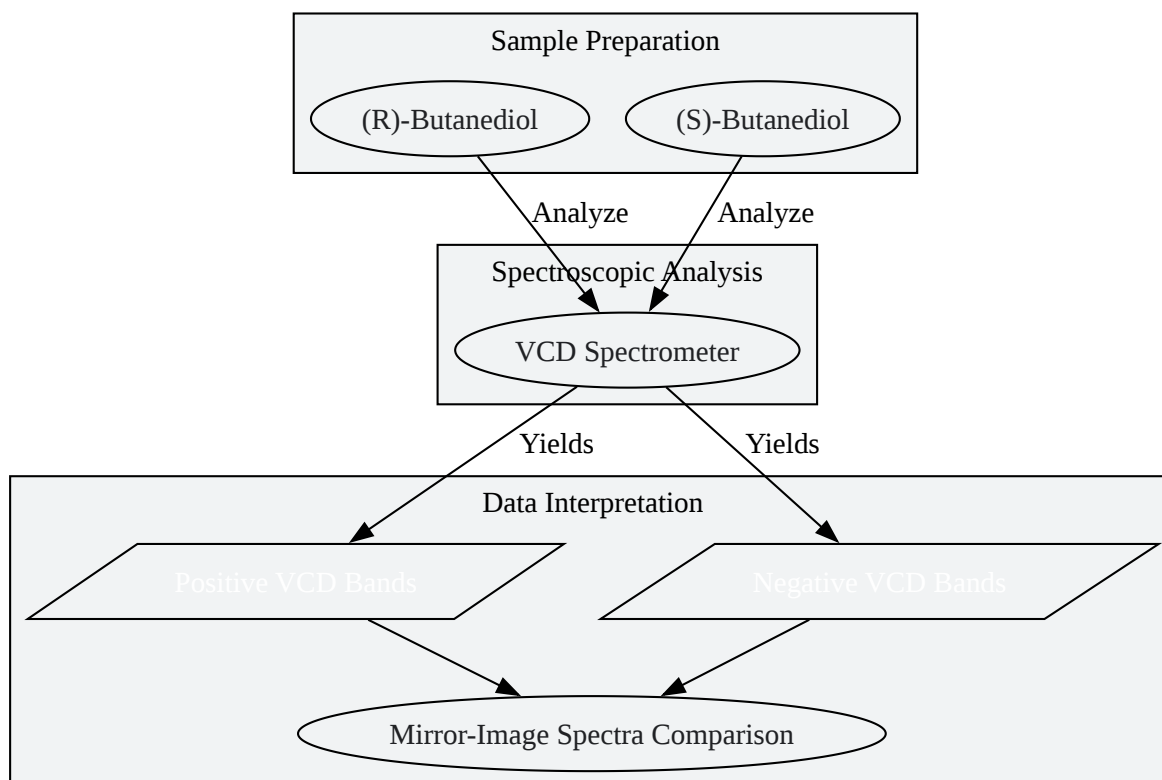 Sample Preparation
(R)-Butanediol
(S)-Butanediol
Analyze
Analyze
Spectroscopic Analysis
VCD Spectrometer
Yields
Yields
Data Interpretation
Positive VCD Bands
Negative VCD Bands
Mirror-Image Spectra Comparison